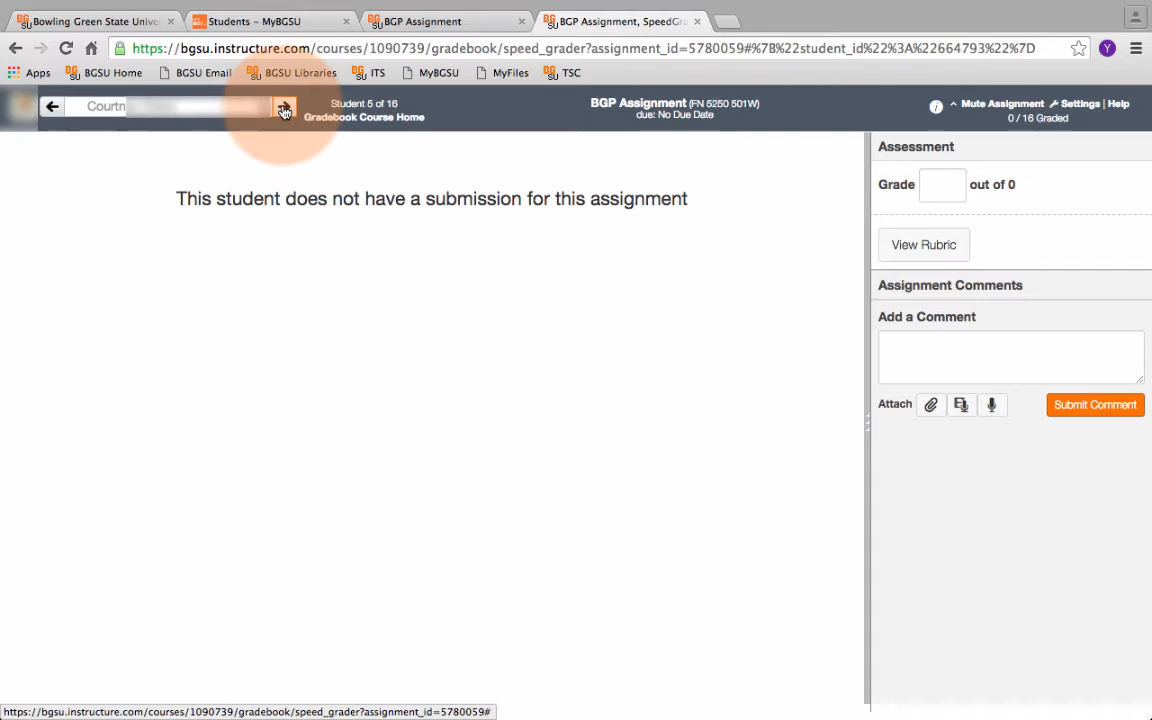 Bowling Green State Unive
Students – MyBGSU
BGP Assignment
BGP Assignment, SpeedGra
https://bgsu.instructure.com/courses/1090739/gradebook/speed_grader?assignment_id=5780059#%7B%22student_id%22%3A%22664793%22%7D
Y
Apps
BGSU Home
BGSU Email
BGSU Libraries
ITS
MyBGSU
MyFiles
TSC
Courtn
Student 5 of 16
Gradebook Course Home
BGP Assignment (FN 5250 501W)
due: No Due Date
Mute Assignment Settings | Help
0 / 16 Graded
This student does not have a submission for this assignment
Assessment
Grade out of 0
View Rubric
Assignment Comments
Add a Comment
Attach
Submit Comment
https://bgsu.instructure.com/courses/1090739/gradebook/speed_grader?assignment_id=5780059#